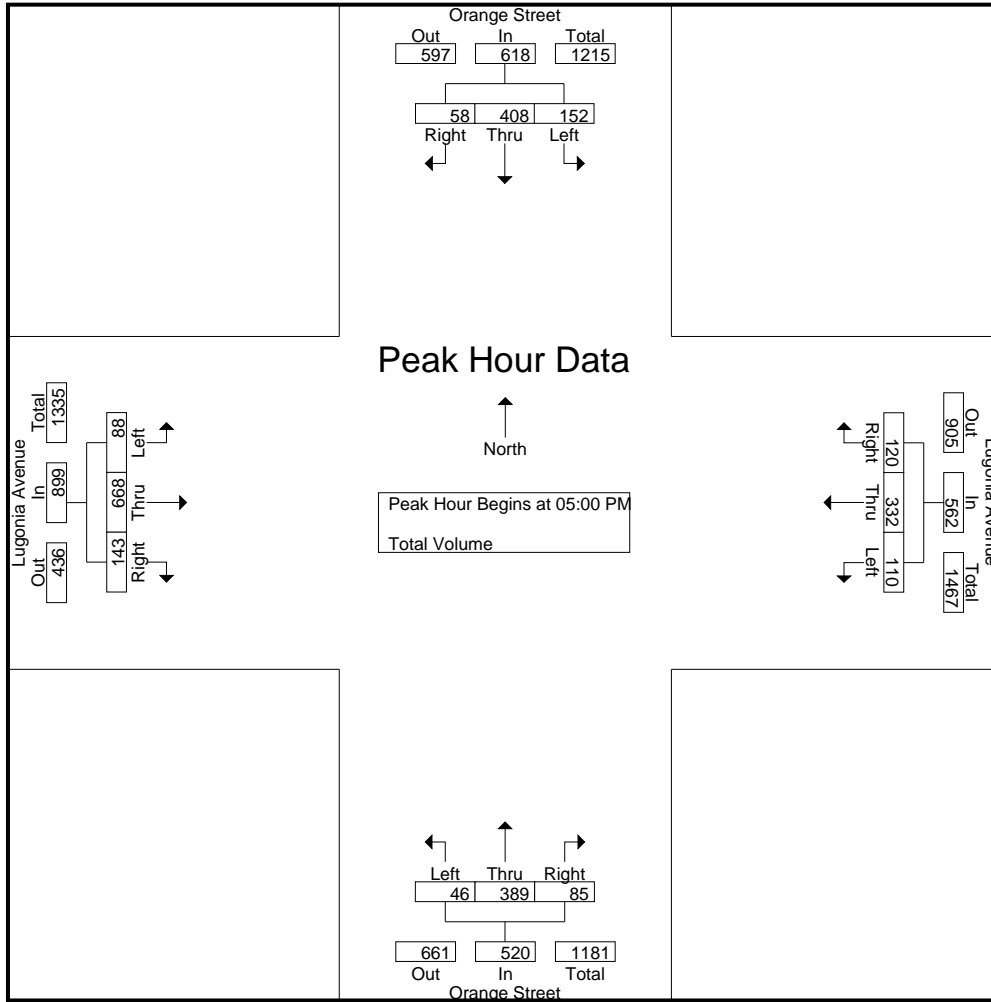 Orange Street
Out In Total
597 618 1215
58 408 152
Right Thru Left
Peak Hour Data
North
Peak Hour Begins at 05:00 PM
Total Volume
Lugonia Avenue
Total In Out
1335 899 436
88 668 143
Left Thru Right
Lugonia Avenue
Out In Total
905 562 1467
120 332 110
Right Thru Left
Left Thru Right
46 389 85
661 520 1181
Out In Total
Orange Street